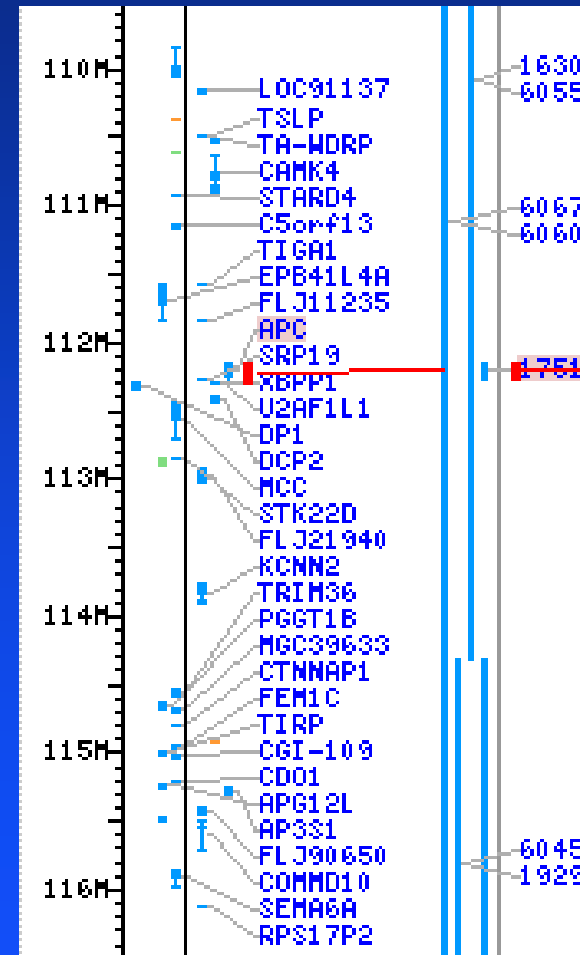 110M
1630
LOC91137
6055
TSLP
TA-WDRP
CAMK4
STARD4
111M
6067
C5orf13
6060
TIGA1
EPB41L4A
FLJ11235
APC
112M
SRP19
1751
XBPP1
U2AF1L1
DP1
DCP2
113M
MCC
STK22D
FLJ21940
KCNN2
TRIM36
114M
PGGT1B
MGC39633
CTNNAP1
FEM1C
TIRP
115M
CGI-109
CDO1
APG12L
AP3S1
6045
FLJ90650
COMMD10
1929
116M
SEMA6A
RPS17P2